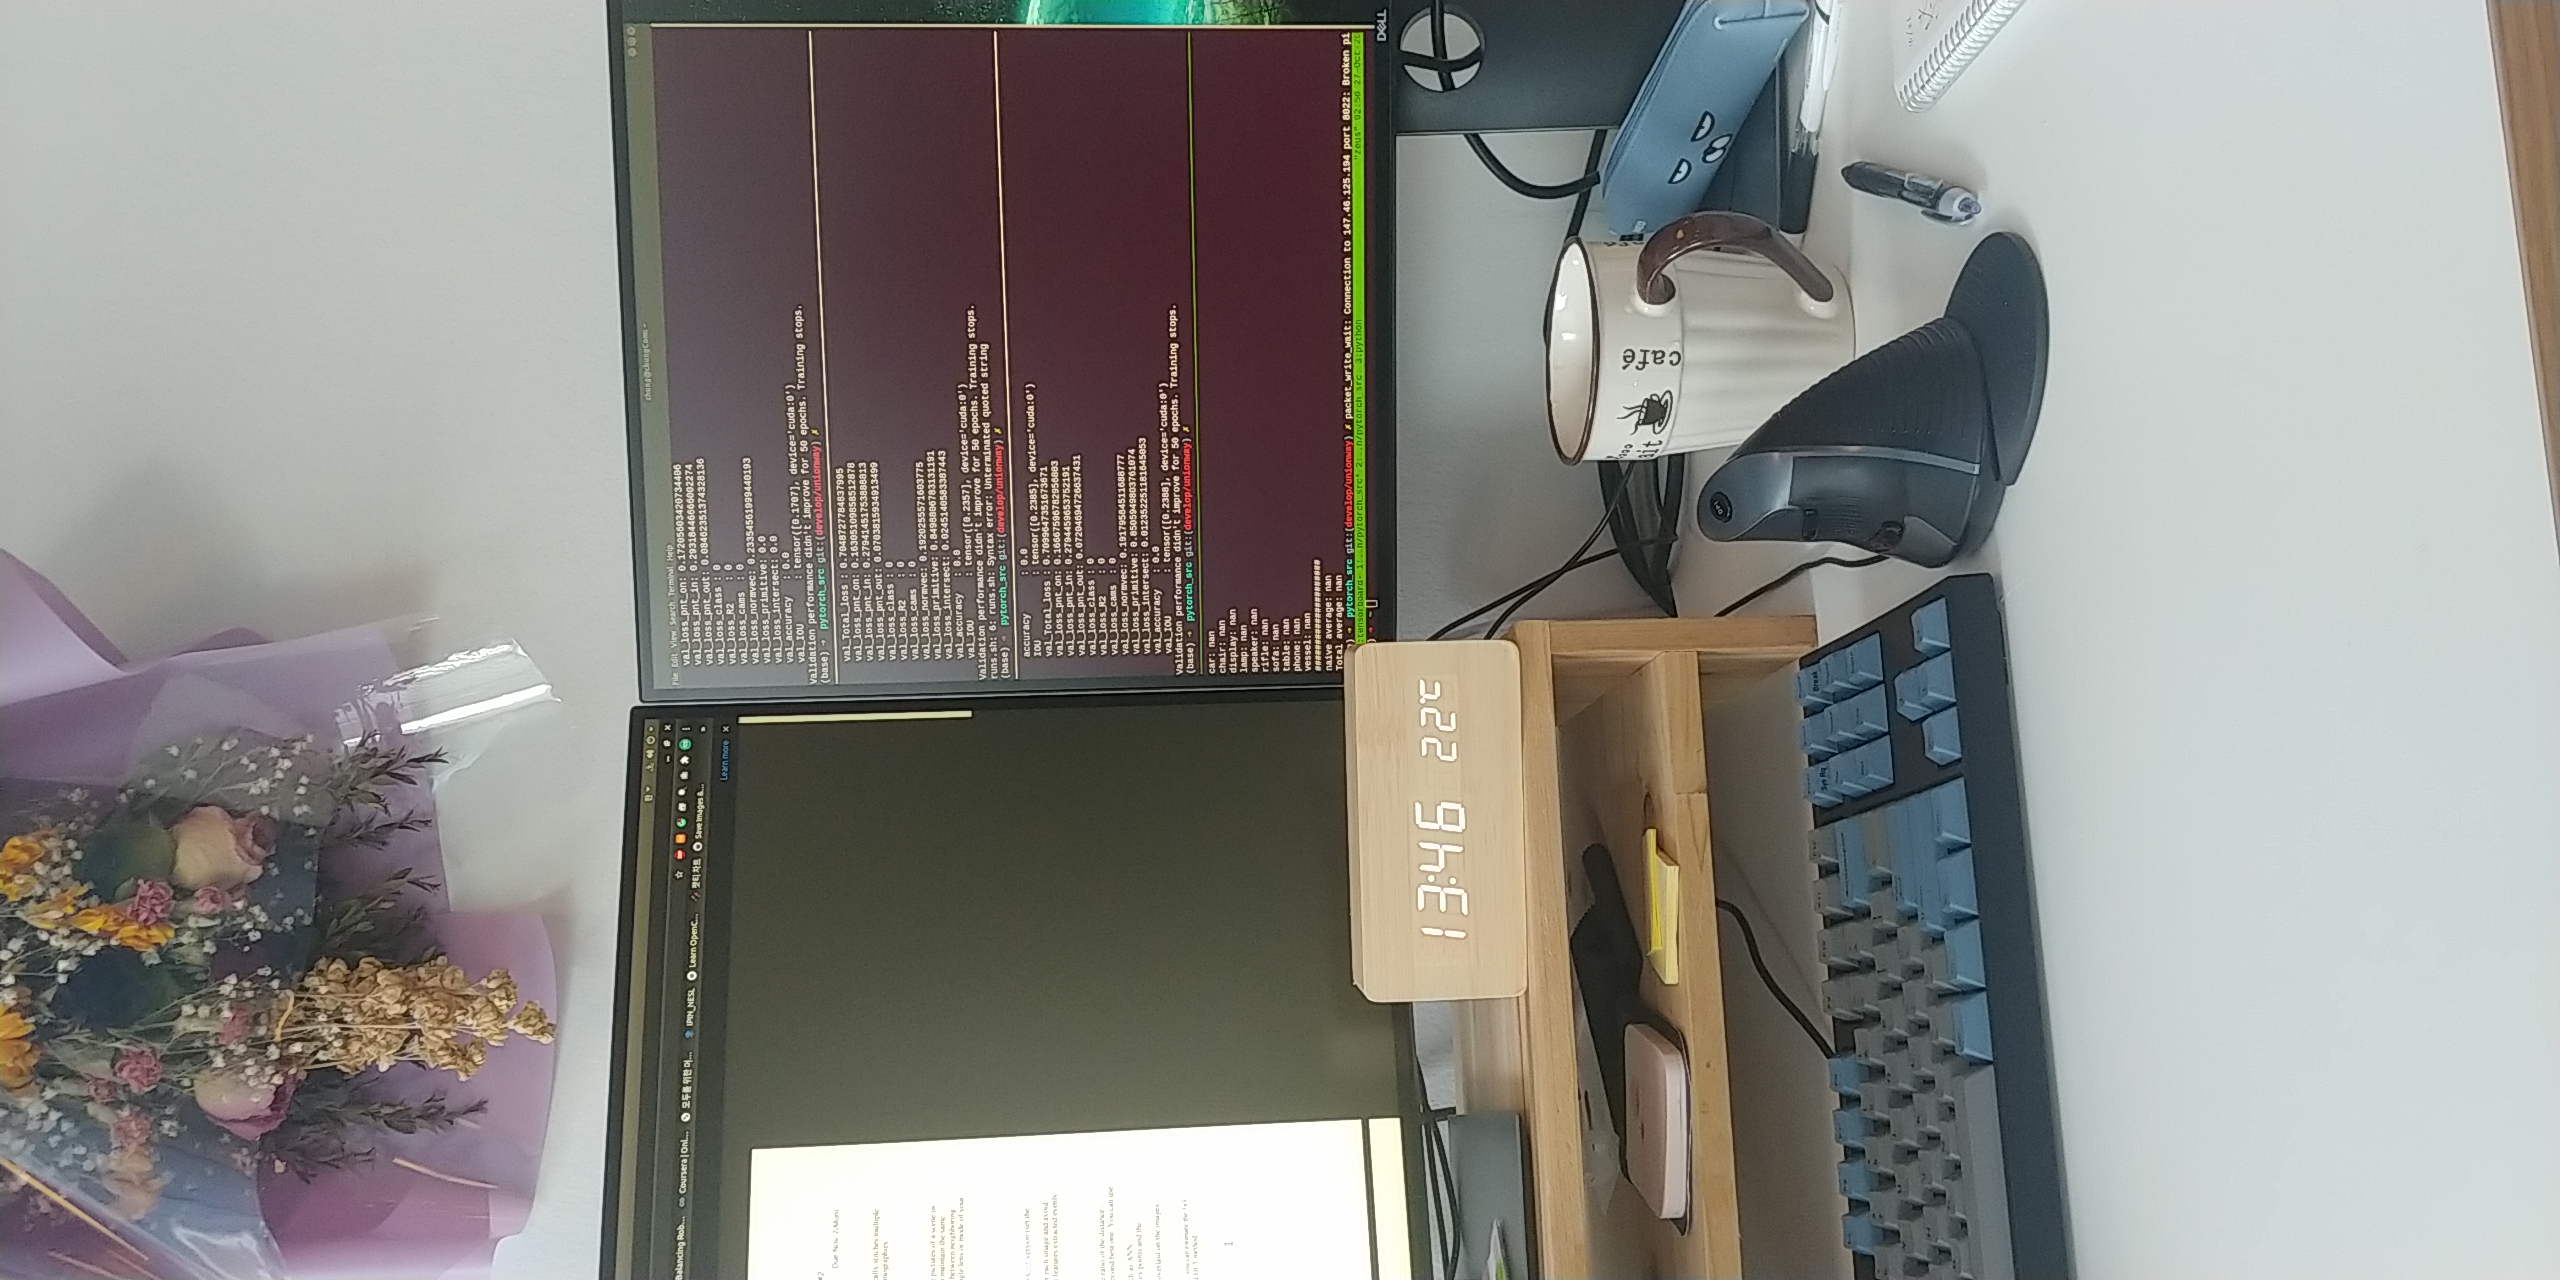 Balancing Rob... Coursera | Onl... 모두를 위한 머... IPIN_NESL Learn OpenC... 팟티 차트 Save Images &...
Learn more
#2
Due Nov 7(Mon)
stitches multiple
pictures of a scene in
maintain the same
between neighboring
lens or mode of your
version (set the
each image and avoid
features extracted evenly
ratio of the distance
second best one. You can use
such as ANN
points and the
overlaid on the images
you can estimate the
method
1
chung@chungCom: ~
File Edit View Search Terminal Help
val_loss_pnt_on: 0.17205603420734406
val_loss_pnt_in: 0.29318446666002274
val_loss_pnt_out: 0.08462351374328136
val_loss_class : 0
val_loss_R2 : 0
val_loss_cams : 0
val_loss_normvec: 0.23354561999440193
val_loss_primitive: 0.0
val_loss_intersect: 0.0
val_accuracy : 0.0
val_IOU : tensor([0.1707], device='cuda:0')
Validation performance didn't improve for 50 epochs. Training stops.
(base) → pytorch_src git:(develop/unionway) ✗
val_Total_loss : 0.7048727784837995
val_loss_pnt_on: 0.16305109858512878
val_loss_pnt_in: 0.27941451753888813
val_loss_pnt_out: 0.0703815934913499
val_loss_class : 0
val_loss_R2 : 0
val_loss_cams : 0
val_loss_normvec: 0.1920255571603775
val_loss_primitive: 0.8498806783131191
val_loss_intersect: 0.0245140583387443
val_accuracy : 0.0
val_IOU : tensor([0.2357], device='cuda:0')
Validation performance didn't improve for 50 epochs. Training stops.
runs.sh: 6: runs.sh: Syntax error: Unterminated quoted string
(base) → pytorch_src git:(develop/unionway) ✗
accuracy : 0.0
IOU : tensor([0.2385], device='cuda:0')
val_Total_loss : 0.7099647351673671
val_loss_pnt_on: 0.16667596782956803
val_loss_pnt_in: 0.2794459653752191
val_loss_pnt_out: 0.07204694726637431
val_loss_class : 0
val_loss_R2 : 0
val_loss_cams : 0
val_loss_normvec: 0.19179584511688777
val_loss_primitive: 0.8505949803761074
val_loss_intersect: 0.012352251181645053
val_accuracy : 0.0
val_IOU : tensor([0.2388], device='cuda:0')
Validation performance didn't improve for 50 epochs. Training stops.
(base) → pytorch_src git:(develop/unionway) ✗
car: nan
chair: nan
display: nan
lamp: nan
speaker: nan
rifle: nan
sofa: nan
table: nan
phone: nan
vessel: nan
#####################
naive average: nan
Total average: nan
) → pytorch_src git:(develop/unionway) ✗ packet_write_wait: Connection to 147.46.125.194 port 8022: Broken pi
:tensorboard- 1:..n/pytorch_src* 2:..n/pytorch_src 3:python "zeus" 02:56 27-Oct-20
) → ~
DELL
13:46 22℃
ait café
DPI
Sys Rq
Break